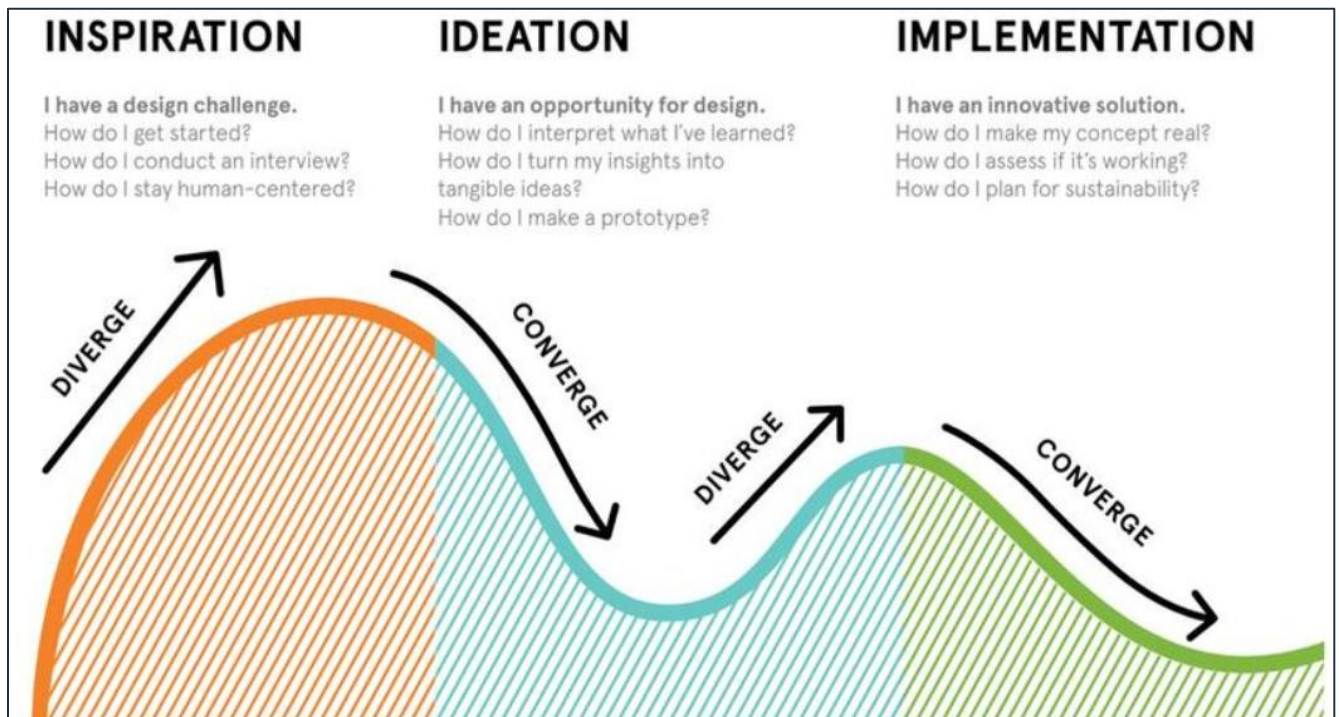 INSPIRATION
I have a design challenge.
How do I get started?
How do I conduct an interview?
How do I stay human-centered?
IDEATION
I have an opportunity for design.
How do I interpret what I've learned?
How do I turn my insights into
tangible ideas?
How do I make a prototype?
IMPLEMENTATION
I have an innovative solution.
How do I make my concept real?
How do I assess if it's working?
How do I plan for sustainability?
DIVERGE
CONVERGE
DIVERGE
CONVERGE